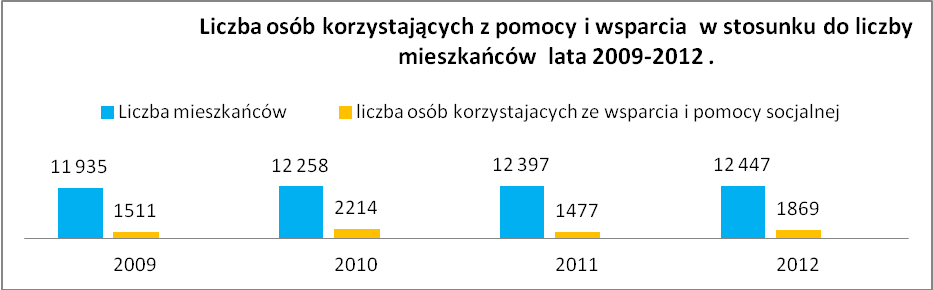 Liczba osób korzystających z pomocy i wsparcia w stosunku do liczby
mieszkańców lata 2009-2012 .
Liczba mieszkańców liczba osób korzystajacych ze wsparcia i pomocy socjalnej
11 935 12 258 12 397 12 447
1511 2214 1477 1869
2009 2010 2011 2012